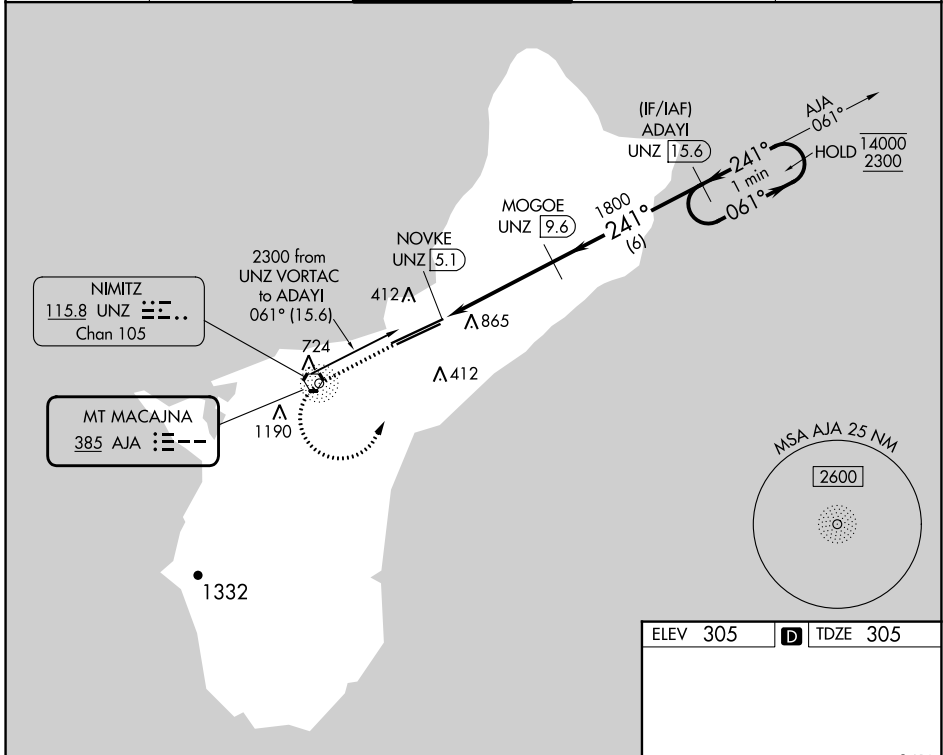 (IF/IAF)
ADAYI
UNZ 15.6
AJA
061°
HOLD 14000
2300
241°
1 min
061°
MOGOE
UNZ 9.6
1800
241°
(6)
NOVKE
UNZ 5.1
2300 from
UNZ VORTAC
to ADAYI
061° (15.6)
412
865
NIMITZ
115.8 UNZ
Chan 105
724
412
MT MACAJNA
385 AJA
1190
MSA AJA 25 NM
2600
1332
ELEV 305 D TDZE 305